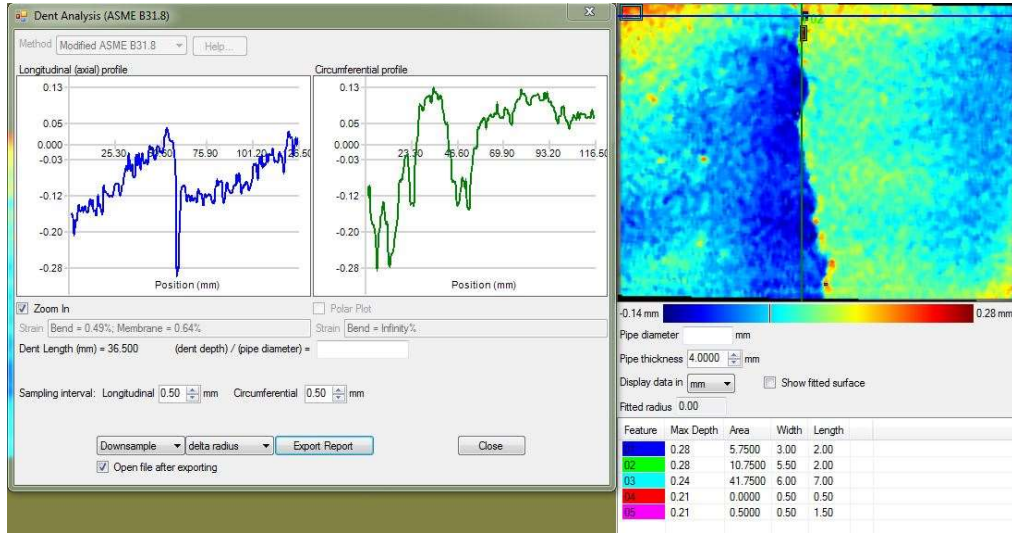 Dent Analysis (ASME B31.8)
Method Modified ASME B31.8 Help...
Longitudinal (axial) profile
0.13
0.05
0.000
-0.03
-0.12
-0.20
-0.28
25.30 75.90 101.20
Position (mm)
Circumferential profile
0.13
0.05
0.000
-0.03
-0.12
-0.20
-0.28
46.60 69.90 93.20 116.50
Position (mm)
Zoom In
Polar Plot
Strain Bend = 0.49%; Membrane = 0.64%
Strain Bend = Infinity%
Dent Length (mm) = 36.500 (dent depth) / (pipe diameter) =
Sampling interval: Longitudinal 0.50 mm Circumferential 0.50 mm
Downsample delta radius Export Report Close
Open file after exporting
02
-0.14 mm 0.28 mm
Pipe diameter mm
Pipe thickness 4.0000 mm
Display data in mm Show fitted surface
Fitted radius 0.00
Feature Max Depth Area Width Length
0.28 5.7500 3.00 2.00
02 0.28 10.7500 5.50 2.00
03 0.24 41.7500 6.00 7.00
04 0.21 0.0000 0.50 0.50
05 0.21 0.5000 0.50 1.50